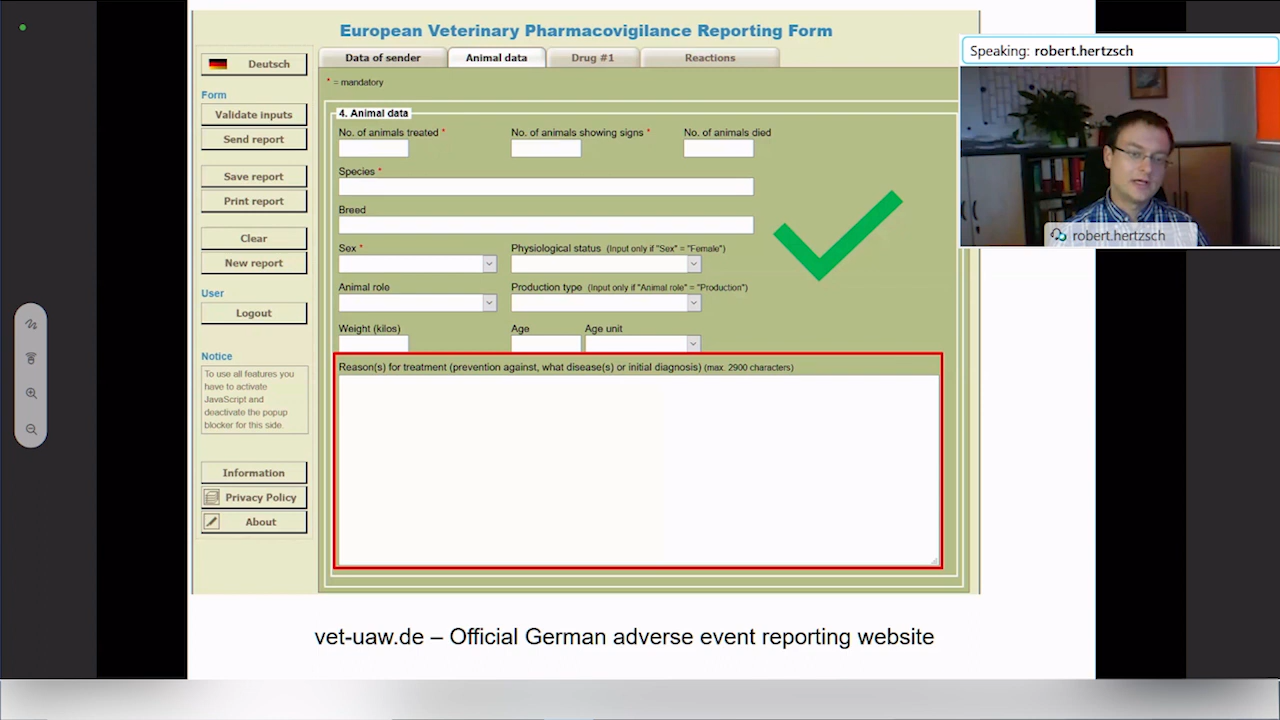 European Veterinary Pharmacovigilance Reporting Form
Speaking: robert.hertzsch
Deutsch
Data of sender
Animal data
Drug #1
Reactions
* = mandatory
Form
Validate inputs
Send report
Save report
Print report
Clear
New report
User
Logout
Notice
To use all features you
have to activate
JavaScript and
deactivate the popup
blocker for this side.
Information
Privacy Policy
About
4. Animal data
No. of animals treated *
No. of animals showing signs *
No. of animals died
Species *
Breed
Sex *
Physiological status (Input only if "Sex" = "Female")
Animal role
Production type (Input only if "Animal role" = "Production")
Weight (kilos)
Age
Age unit
Reason(s) for treatment (prevention against, what disease(s) or initial diagnosis) (max. 2900 characters)
robert.hertzsch
vet-uaw.de – Official German adverse event reporting website